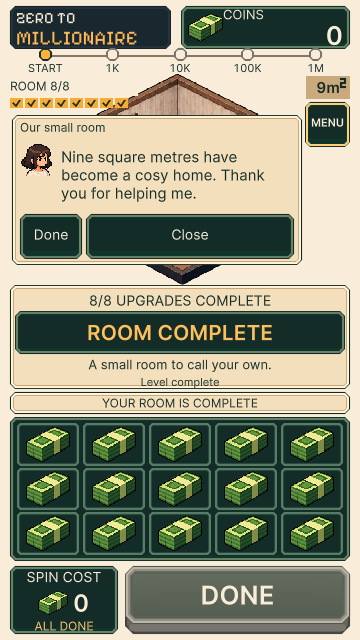 ZERO TO
MILLIONAIRE
COINS
0
START 1K 10K 100K 1M
ROOM 8/8
9m²
MENU
Our small room
Nine square metres have
become a cosy home. Thank
you for helping me.
Done
Close
8/8 UPGRADES COMPLETE
ROOM COMPLETE
A small room to call your own.
Level complete
YOUR ROOM IS COMPLETE
SPIN COST
0
ALL DONE
DONE